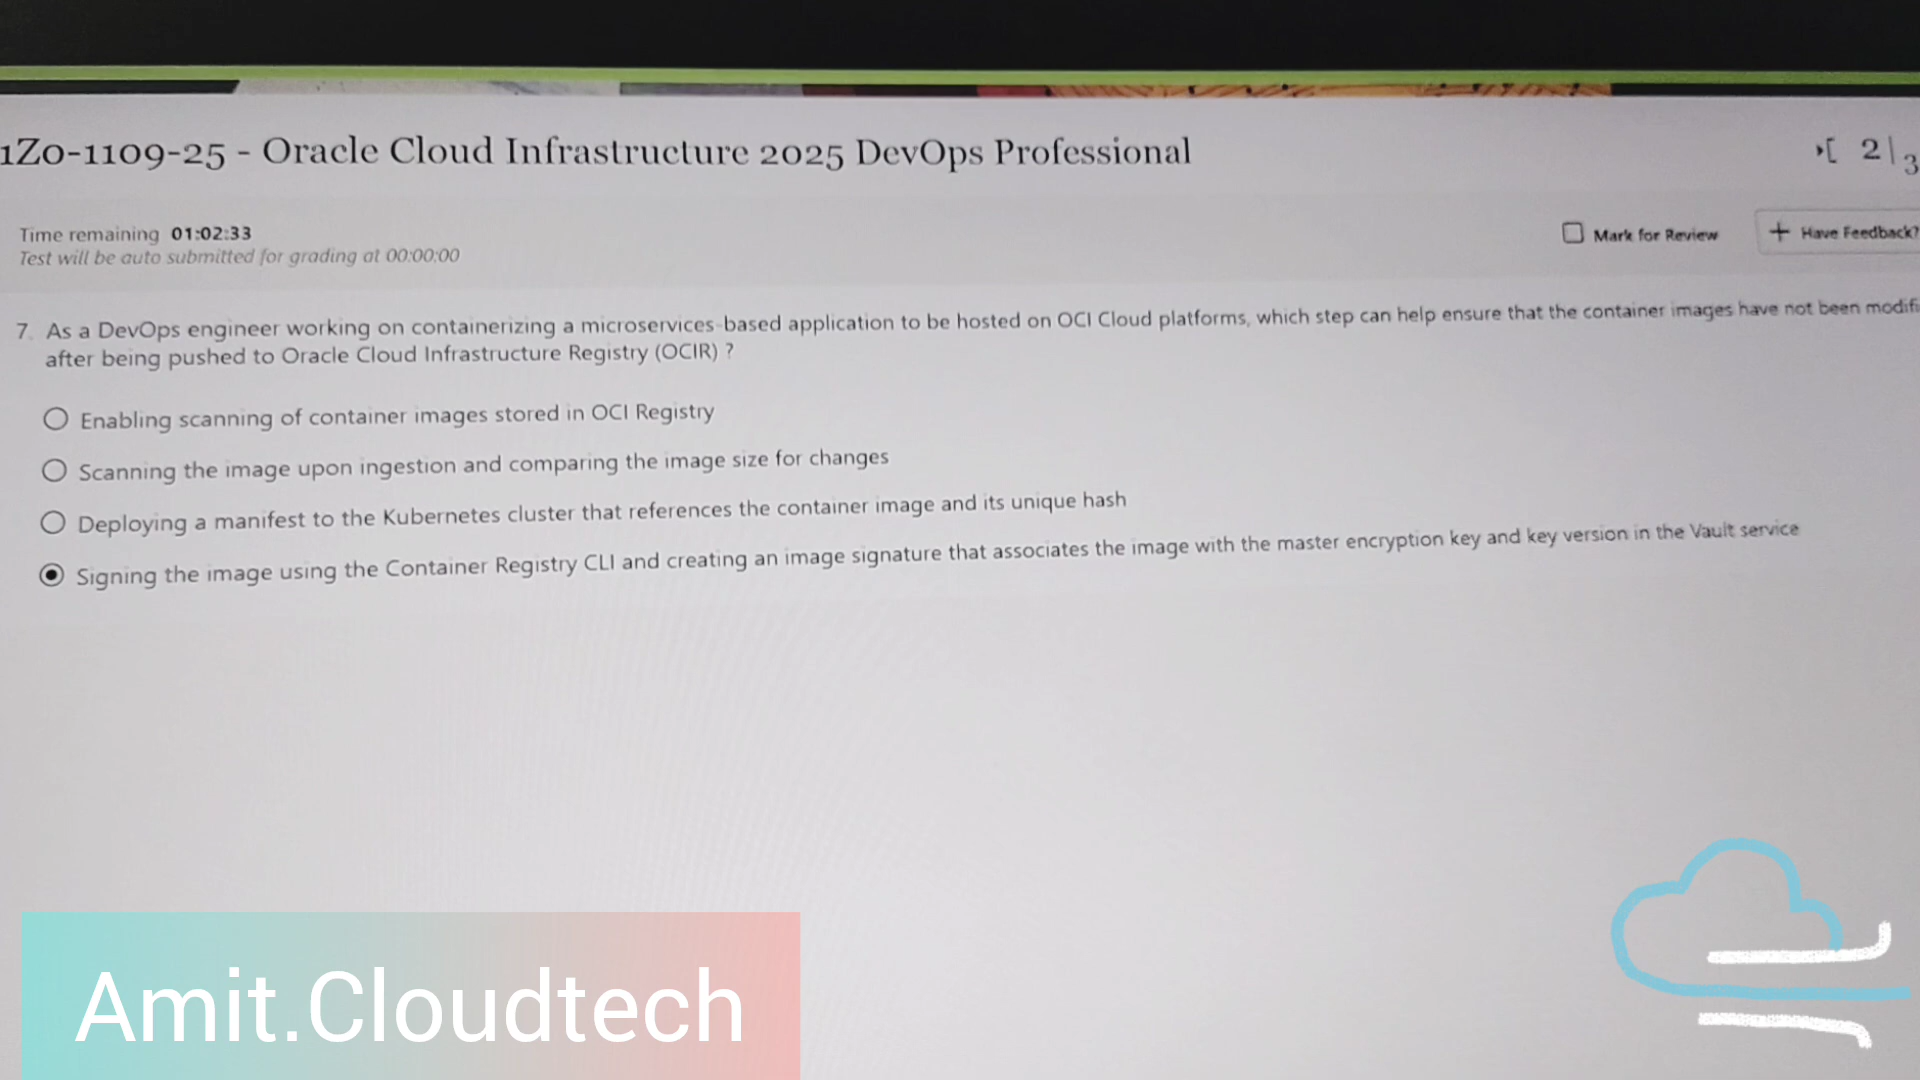 1Z0-1109-25 - Oracle Cloud Infrastructure 2025 DevOps Professional
2 | 3
Time remaining 01:02:33
Mark for Review
+ Have Feedback?
Test will be auto submitted for grading at 00:00:00
7. As a DevOps engineer working on containerizing a microservices-based application to be hosted on OCI Cloud platforms, which step can help ensure that the container images have not been
after being pushed to Oracle Cloud Infrastructure Registry (OCIR) ?
Enabling scanning of container images stored in OCI Registry
Scanning the image upon ingestion and comparing the image size for changes
Deploying a manifest to the Kubernetes cluster that references the container image and its unique hash
Signing the image using the Container Registry CLI and creating an image signature that associates the image with the master encryption key and key version in the Vault service
Amit.Cloudtech